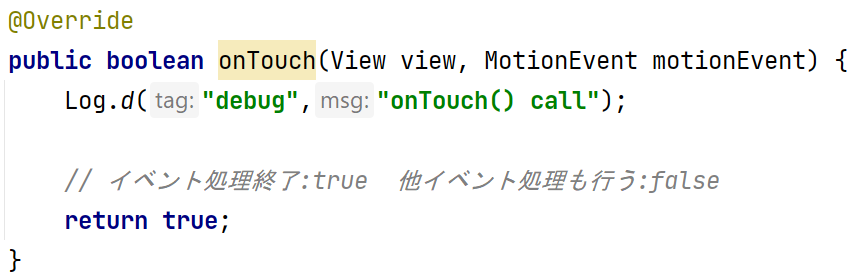 @Override
public boolean onTouch(View view, MotionEvent motionEvent) {
    Log.d( tag: "debug", msg: "onTouch() call");
    // イベント処理終了:true  他イベント処理も行う:false
    return true;
}